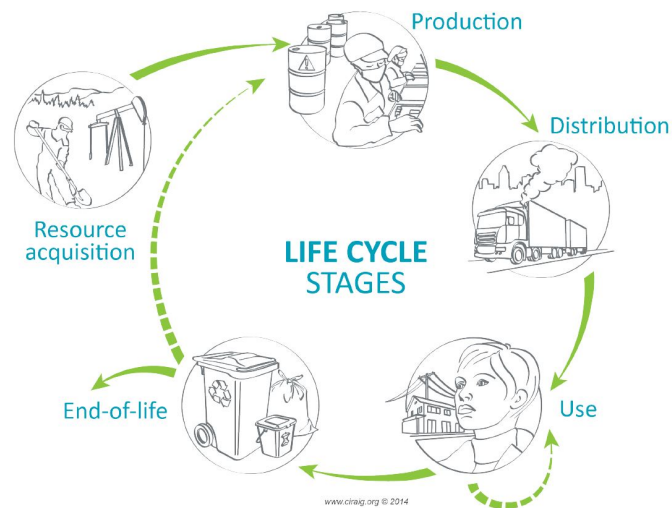 Production
Distribution
Resource
acquisition
LIFE CYCLE
STAGES
End-of-life
Use
www.ciraig.org © 2014